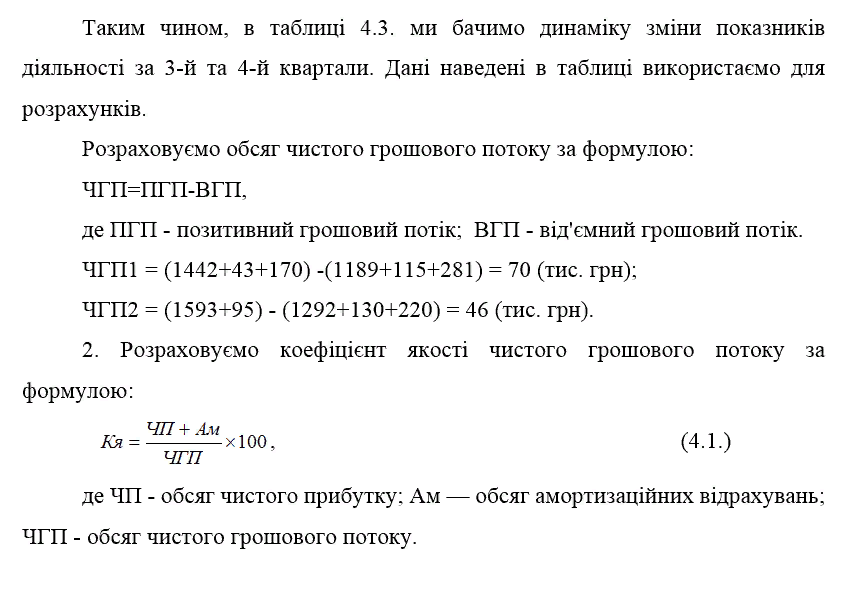 Таким чином, в таблиці 4.3. ми бачимо динаміку зміни показників
діяльності за 3-й та 4-й квартали. Дані наведені в таблиці використаємо для
розрахунків.
Розраховуємо обсяг чистого грошового потоку за формулою:
ЧГП=ПГП-ВГП,
де ПГП - позитивний грошовий потік;  ВГП - від'ємний грошовий потік.
ЧГП1 = (1442+43+170) -(1189+115+281) = 70 (тис. грн);
ЧГП2 = (1593+95) - (1292+130+220) = 46 (тис. грн).
2. Розраховуємо коефіцієнт якості чистого грошового потоку за
формулою:
Кя = (ЧП + Ам)/ЧГП ×100, (4.1.)
де ЧП - обсяг чистого прибутку; Ам — обсяг амортизаційних відрахувань;
ЧГП - обсяг чистого грошового потоку.